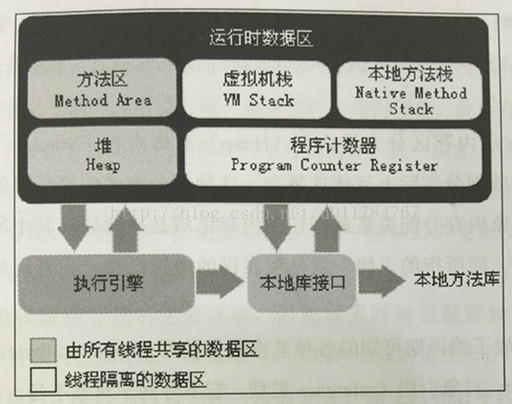 运行时数据区
方法区
Method Area
虚拟机栈
VM Stack
本地方法栈
Native Method
Stack
堆
Heap
程序计数器
Program Counter Register
http://blog.csdn.net/u011784767
执行引擎
本地库接口
本地方法库
由所有线程共享的数据区
线程隔离的数据区